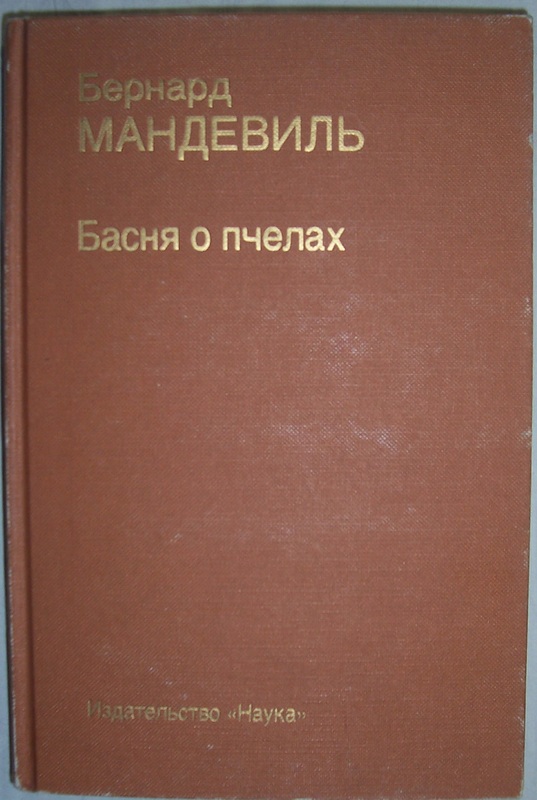 Бернард
МАНДЕВИЛЬ
Басня о пчелах
Издательство «Наука»